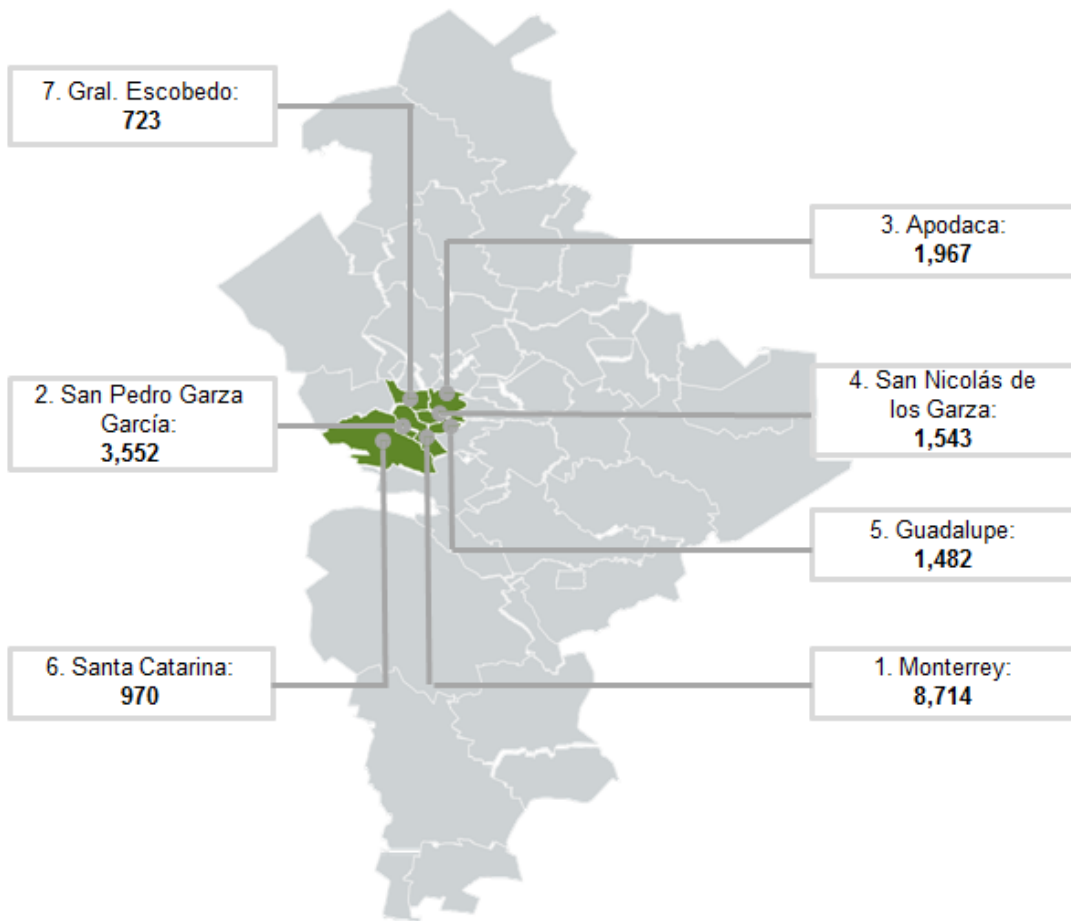 7. Gral. Escobedo:
723
3. Apodaca:
1,967
2. San Pedro Garza
García:
3,552
4. San Nicolás de
los Garza:
1,543
5. Guadalupe:
1,482
6. Santa Catarina:
970
1. Monterrey:
8,714